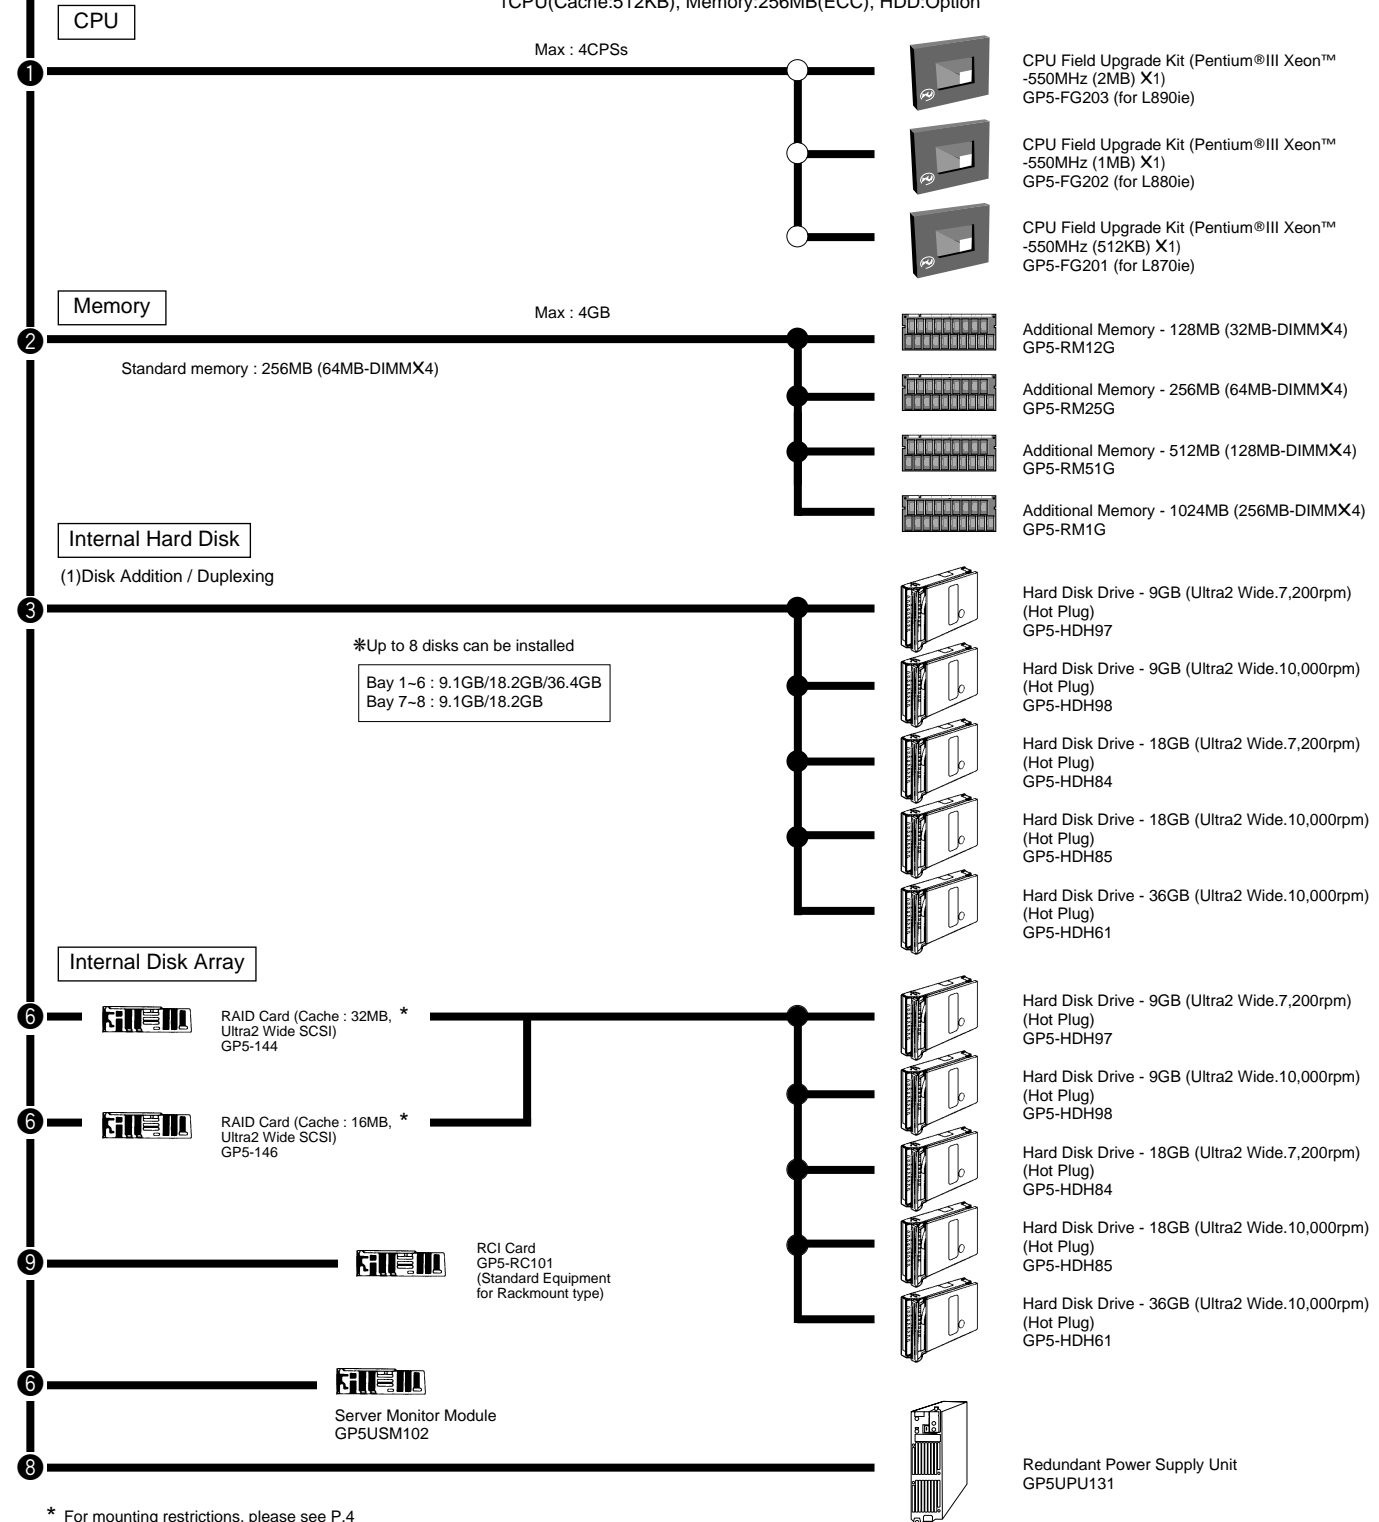 1CPU(Cache:512KB), Memory:256MB(ECC), HDD:Option
CPU
Max : 4CPSs
1
CPU Field Upgrade Kit (Pentium®III Xeon™
-550MHz (2MB) X1)
GP5-FG203 (for L890ie)
CPU Field Upgrade Kit (Pentium®III Xeon™
-550MHz (1MB) X1)
GP5-FG202 (for L880ie)
CPU Field Upgrade Kit (Pentium®III Xeon™
-550MHz (512KB) X1)
GP5-FG201 (for L870ie)
Memory
Max : 4GB
2
Standard memory : 256MB (64MB-DIMMX4)
Additional Memory - 128MB (32MB-DIMMX4)
GP5-RM12G
Additional Memory - 256MB (64MB-DIMMX4)
GP5-RM25G
Additional Memory - 512MB (128MB-DIMMX4)
GP5-RM51G
Additional Memory - 1024MB (256MB-DIMMX4)
GP5-RM1G
Internal Hard Disk
(1)Disk Addition / Duplexing
3
※Up to 8 disks can be installed
Bay 1~6 : 9.1GB/18.2GB/36.4GB
Bay 7~8 : 9.1GB/18.2GB
Hard Disk Drive - 9GB (Ultra2 Wide.7,200rpm)
(Hot Plug)
GP5-HDH97
Hard Disk Drive - 9GB (Ultra2 Wide.10,000rpm)
(Hot Plug)
GP5-HDH98
Hard Disk Drive - 18GB (Ultra2 Wide.7,200rpm)
(Hot Plug)
GP5-HDH84
Hard Disk Drive - 18GB (Ultra2 Wide.10,000rpm)
(Hot Plug)
GP5-HDH85
Hard Disk Drive - 36GB (Ultra2 Wide.10,000rpm)
(Hot Plug)
GP5-HDH61
Internal Disk Array
6
RAID Card (Cache : 32MB, *
Ultra2 Wide SCSI)
GP5-144
6
RAID Card (Cache : 16MB, *
Ultra2 Wide SCSI)
GP5-146
Hard Disk Drive - 9GB (Ultra2 Wide.7,200rpm)
(Hot Plug)
GP5-HDH97
Hard Disk Drive - 9GB (Ultra2 Wide.10,000rpm)
(Hot Plug)
GP5-HDH98
Hard Disk Drive - 18GB (Ultra2 Wide.7,200rpm)
(Hot Plug)
GP5-HDH84
Hard Disk Drive - 18GB (Ultra2 Wide.10,000rpm)
(Hot Plug)
GP5-HDH85
Hard Disk Drive - 36GB (Ultra2 Wide.10,000rpm)
(Hot Plug)
GP5-HDH61
9
RCI Card
GP5-RC101
(Standard Equipment
for Rackmount type)
6
Server Monitor Module
GP5USM102
8
Redundant Power Supply Unit
GP5UPU131
* For mounting restrictions, please see P.4